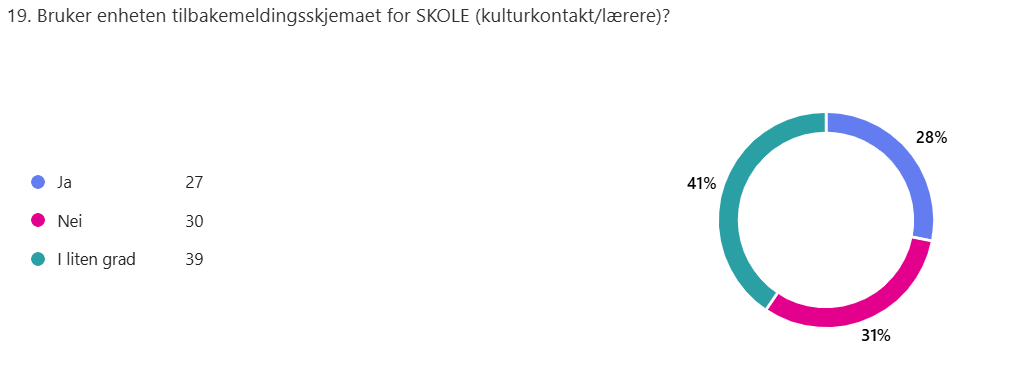 19. Bruker enheten tilbakemeldingsskjemaet for SKOLE (kulturkontakt/lærere)?
28%
41%
Ja 27
Nei 30
I liten grad 39
31%